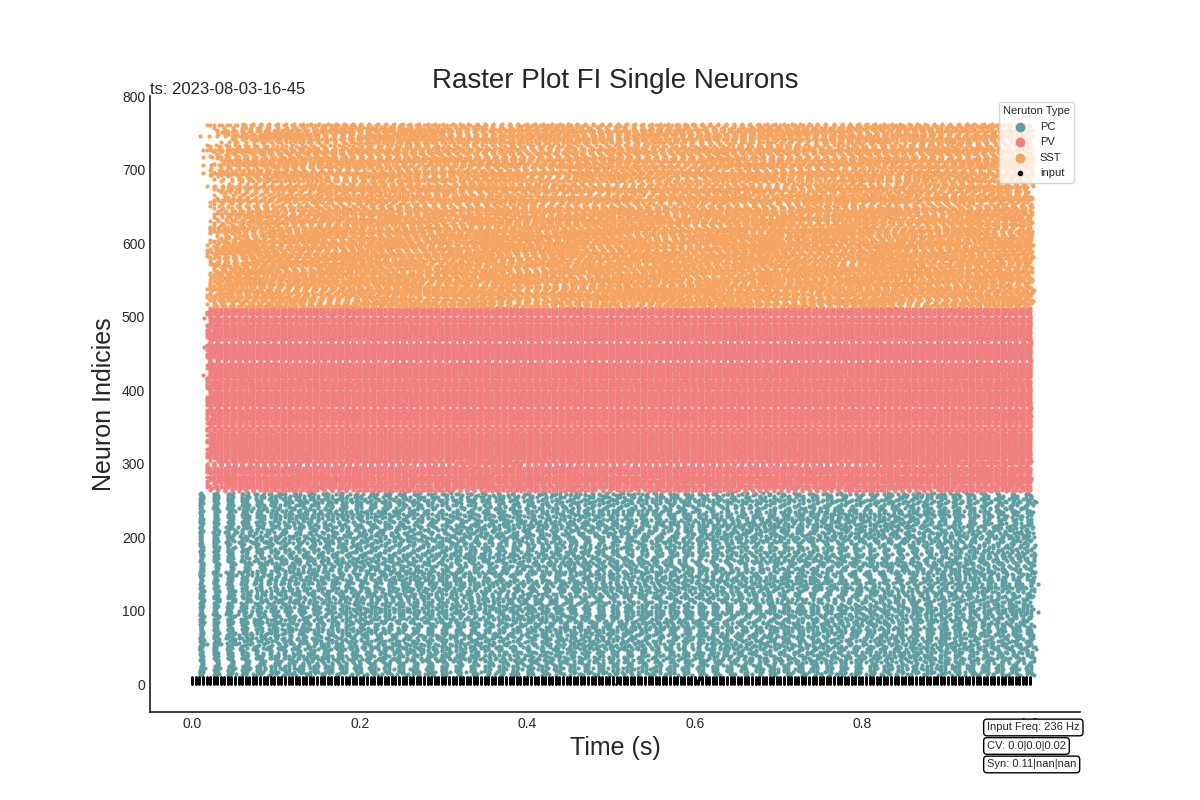 Raster Plot FI Single Neurons
ts: 2023-08-03-16-45
Neruton Type
PC
PV
SST
input
800
700
600
500
400
300
200
100
0
Neuron Indicies
0.0 0.2 0.4 0.6 0.8
Time (s)
Input Freq: 236 Hz
CV: 0.0|0.0|0.02
Syn: 0.11|nan|nan